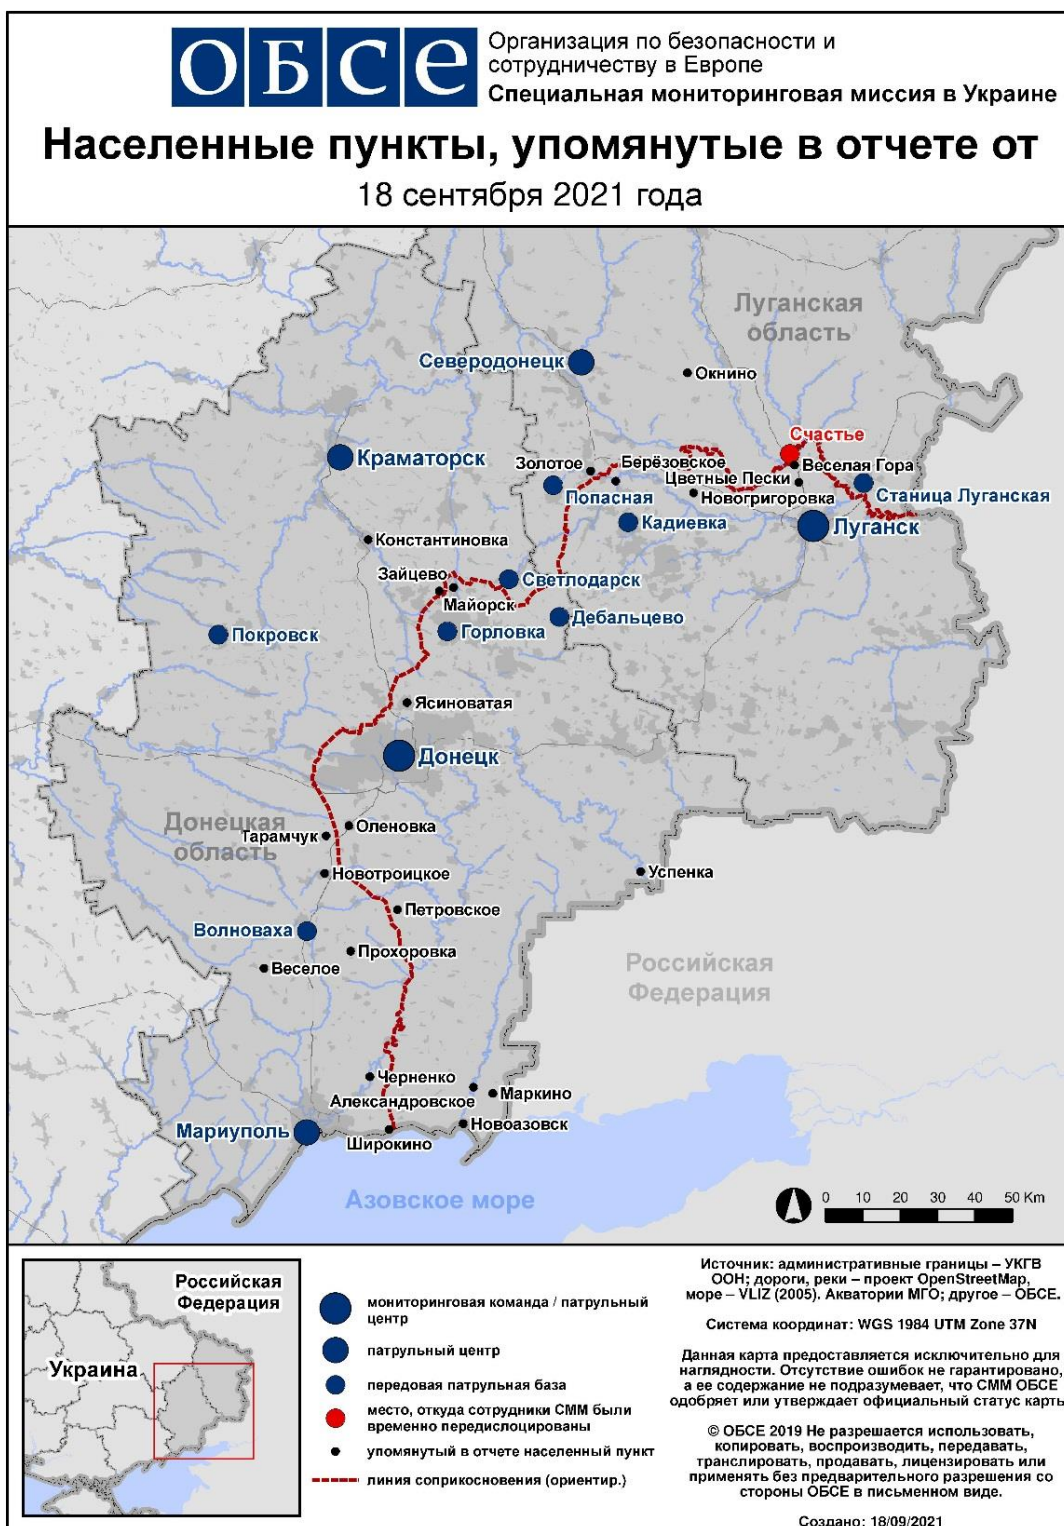 ОБСЕ
Организация по безопасности и
сотрудничеству в Европе
Специальная мониторинговая миссия в Украине
Населенные пункты, упомянутые в отчете от
18 сентября 2021 года
Луганская
область
Северодонецк
Окнино
Счастье
Краматорск
Золотое
Берёзовское
Веселая Гора
Цветные Пески
Попасная
Новогригоровка
Станица Луганская
Кадиевка
Луганск
Константиновка
Зайцево
Светлодарск
Майорск
Дебальцево
Покровск
Горловка
Ясиноватая
Донецк
Донецкая
область
Оленовка
Тарамчук
Новотроицкое
Успенка
Петровское
Волноваха
Прохоровка
Веселое
Российская
Федерация
Черненко
Александровское
Маркино
Мариуполь
Новоазовск
Широкино
Азовское море
0 10 20 30 40 50 Km
Российская
Федерация
Украина
мониторинговая команда / патрульный
центр
патрульный центр
передовая патрульная база
место, откуда сотрудники СММ были
временно передислоцированы
упомянутый в отчете населенный пункт
линия соприкосновения (ориентир.)
Источник: административные границы – УКГВ
ООН; дороги, реки – проект OpenStreetMap,
море – VLIZ (2005). Акватории МГО; другое – ОБСЕ.
Система координат: WGS 1984 UTM Zone 37N
Данная карта предоставляется исключительно для
наглядности. Отсутствие ошибок не гарантировано,
а ее содержание не подразумевает, что СММ ОБСЕ
одобряет или утверждает официальный статус карты
© ОБСЕ 2019 Не разрешается использовать,
копировать, воспроизводить, передавать,
транслировать, продавать, лицензировать или
применять без предварительного разрешения со
стороны ОБСЕ в письменном виде.
Создано: 18/09/2021